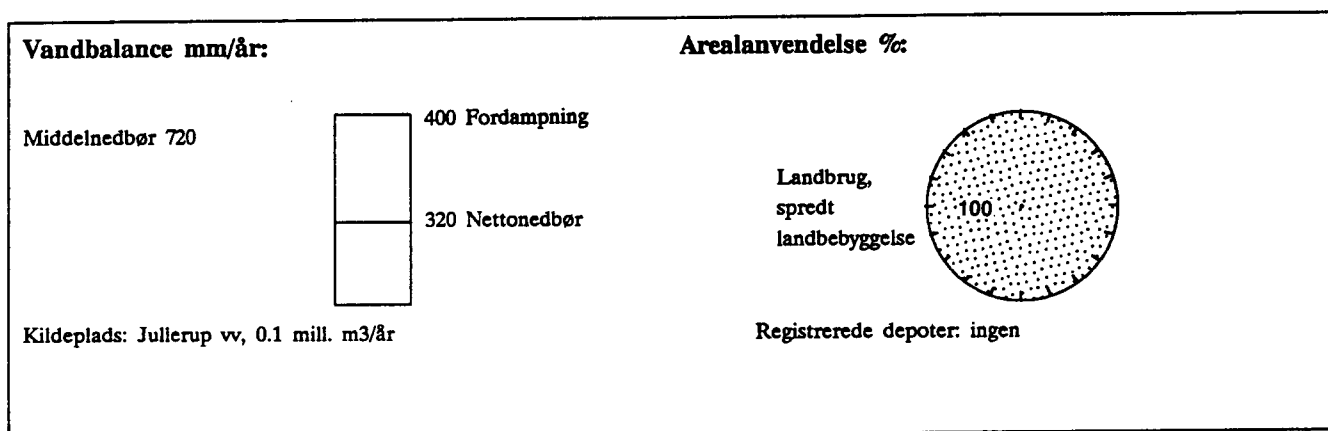 Vandbalance mm/år:
Middelnedbør 720
400 Fordampning
320 Nettonedbør
Kildeplads: Jullerup vv, 0.1 mill. m3/år
Arealanvendelse %:
Landbrug,
spredt
landbebyggelse
100
Registrerede depoter: ingen